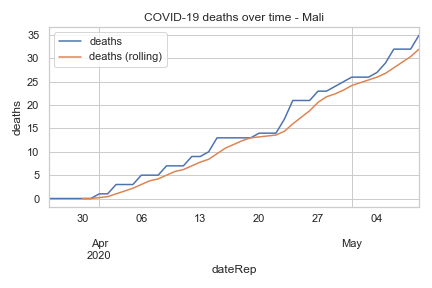 COVID-19 deaths over time - Mali
deaths
deaths (rolling)
deaths
35
30
25
20
15
10
5
0
30
06
13
20
27
04
Apr
2020
May
dateRep